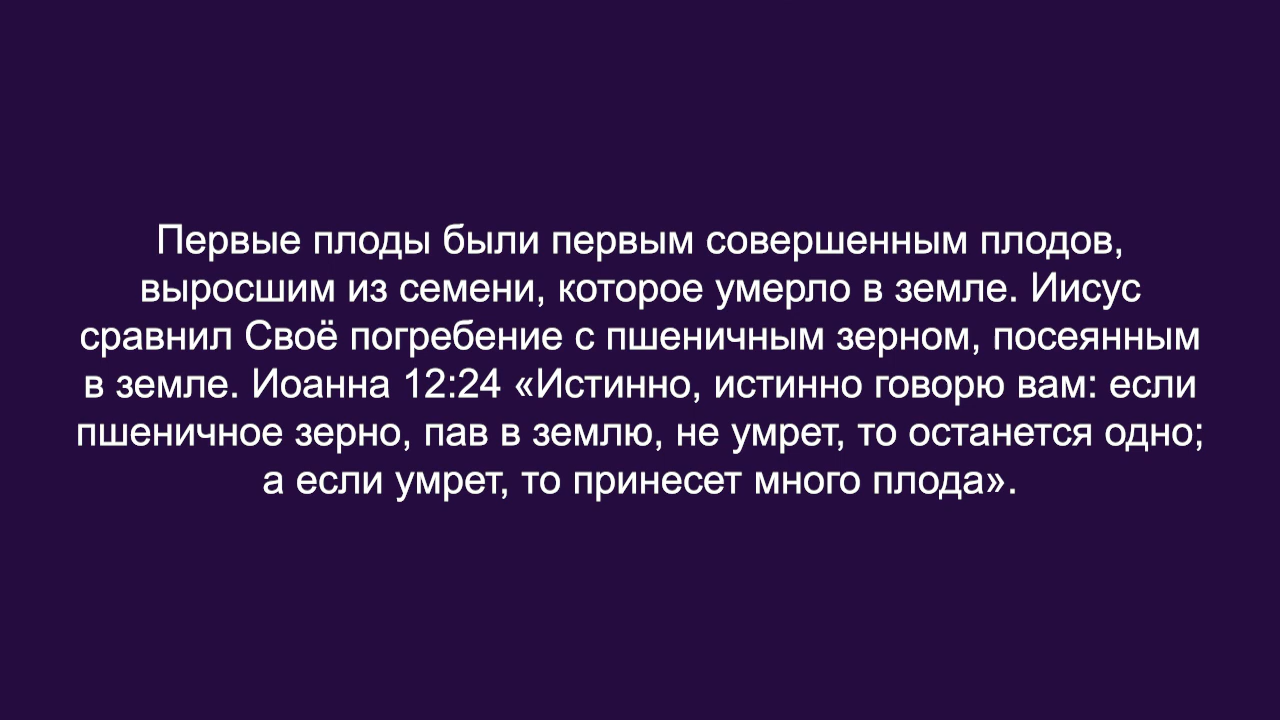 Первые плоды были первым совершенным плодов,
выросшим из семени, которое умерло в земле. Иисус
сравнил Своё погребение с пшеничным зерном, посеянным
в земле. Иоанна 12:24 «Истинно, истинно говорю вам: если
пшеничное зерно, пав в землю, не умрет, то останется одно;
а если умрет, то принесет много плода».